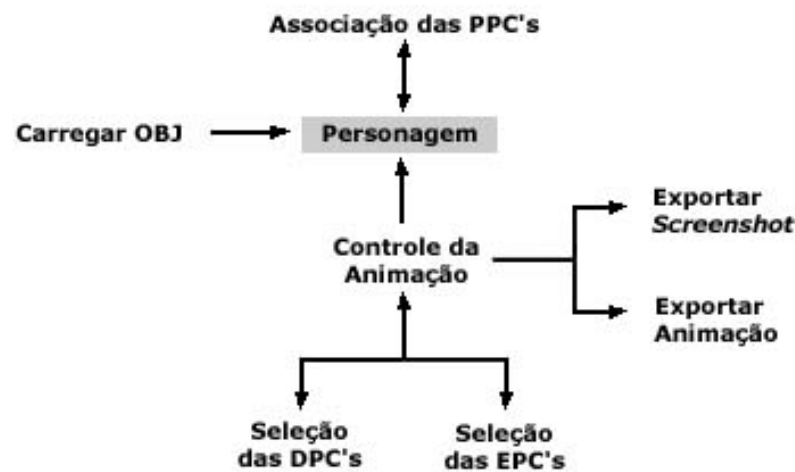 Associação das PPC's
Carregar OBJ
Personagem
Controle da
Animação
Exportar
Screenshot
Exportar
Animação
Seleção
das DPC's
Seleção
das EPC's